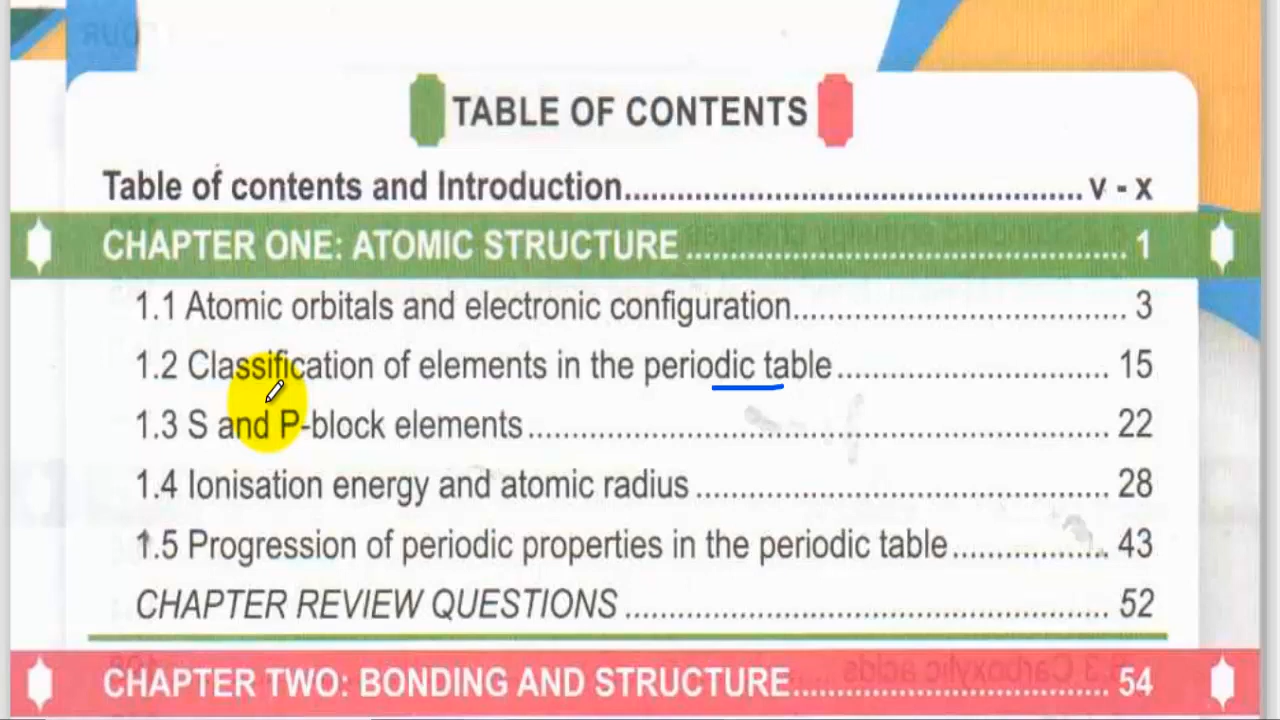 TABLE OF CONTENTS
Table of contents and Introduction.................................................... v - x
CHAPTER ONE: ATOMIC STRUCTURE .................................................. 1
1.1 Atomic orbitals and electronic configuration...................................... 3
1.2 Classification of elements in the periodic table............................... 15
1.3 S and P-block elements .................................................................. 22
1.4 Ionisation energy and atomic radius ............................................... 28
1.5 Progression of periodic properties in the periodic table.................. 43
CHAPTER REVIEW QUESTIONS ....................................................... 52
CHAPTER TWO: BONDING AND STRUCTURE.................................... 54